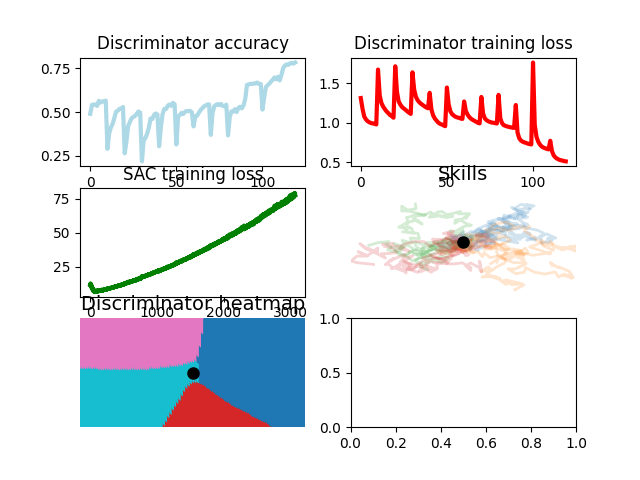 Discriminator accuracy
0.75
0.50
0.25
0 50 100
Discriminator training loss
1.5
1.0
0.5
0 100
SAC training loss
75
50
25
0 1000 2000 3000
Skills
Discriminator heatmap
1.0
0.5
0.0
0.0 0.2 0.4 0.6 0.8 1.0